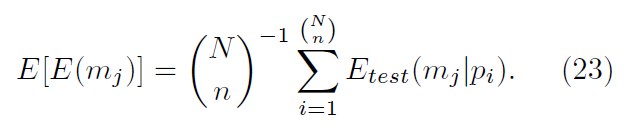 $E[E(m_j)] = \binom{N}{n}^{-1} \sum_{i=1}^{\binom{N}{n}} E_{test}(m_j|p_i).$ (23)